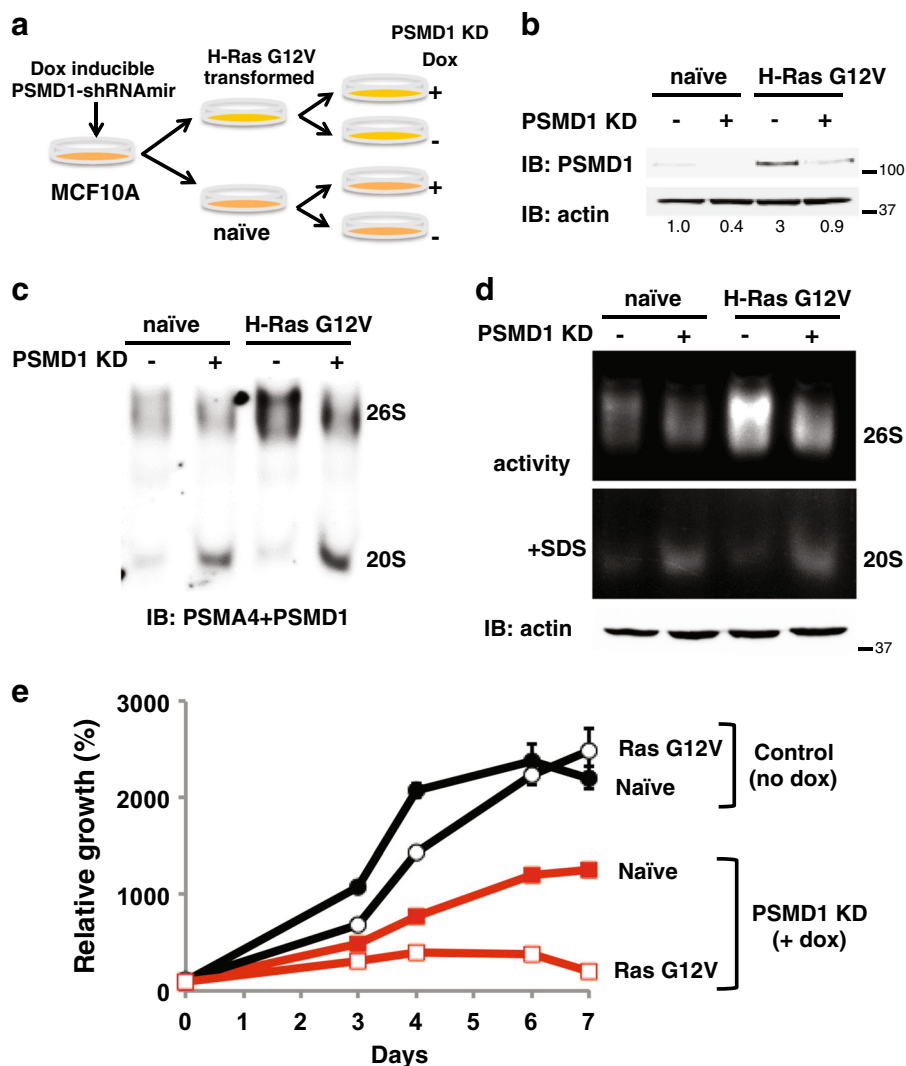 a
Dox inducible
PSMD1-shRNAmir
MCF10A
H-Ras G12V
transformed
naïve
PSMD1 KD
Dox
+
-
+
-
b
naïve H-Ras G12V
PSMD1 KD - + - +
IB: PSMD1 100
IB: actin 37
1.0 0.4 3 0.9
c
naïve H-Ras G12V
PSMD1 KD - + - +
26S
20S
IB: PSMA4+PSMD1
d
naïve H-Ras G12V
PSMD1 KD - + - +
activity 26S
+SDS 20S
IB: actin 37
e
Relative growth (%)
3000
2000
1000
0
0 1 2 3 4 5 6 7
Days
Ras G12V
Naïve
Control
(no dox)
Naïve
Ras G12V
PSMD1 KD
(+ dox)